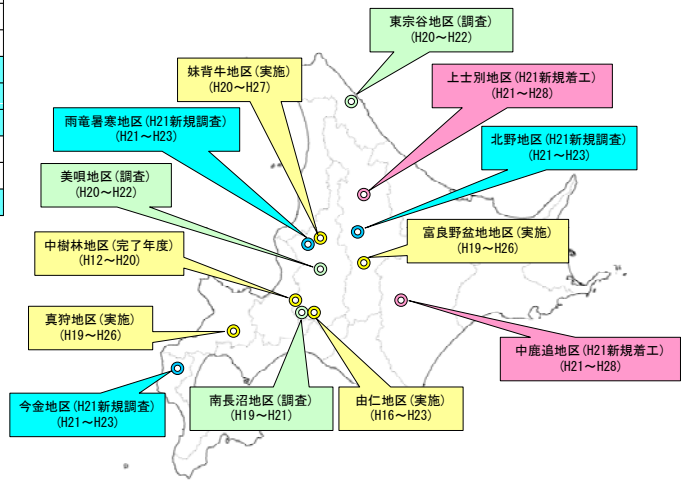 東宗谷地区(調査)
(H20～H22)
妹背牛地区(実施)
(H20～H27)
上士別地区(H21新規着工)
(H21～H28)
雨竜暑寒地区(H21新規調査)
(H21～H23)
北野地区(H21新規調査)
(H21～H23)
美唄地区(調査)
(H20～H22)
富良野盆地地区(実施)
(H19～H26)
中樹林地区(完了年度)
(H12～H20)
真狩地区(実施)
(H19～H26)
中鹿追地区(H21新規着工)
(H21～H28)
今金地区(H21新規調査)
(H21～H23)
南長沼地区(調査)
(H19～H21)
由仁地区(実施)
(H16～H23)